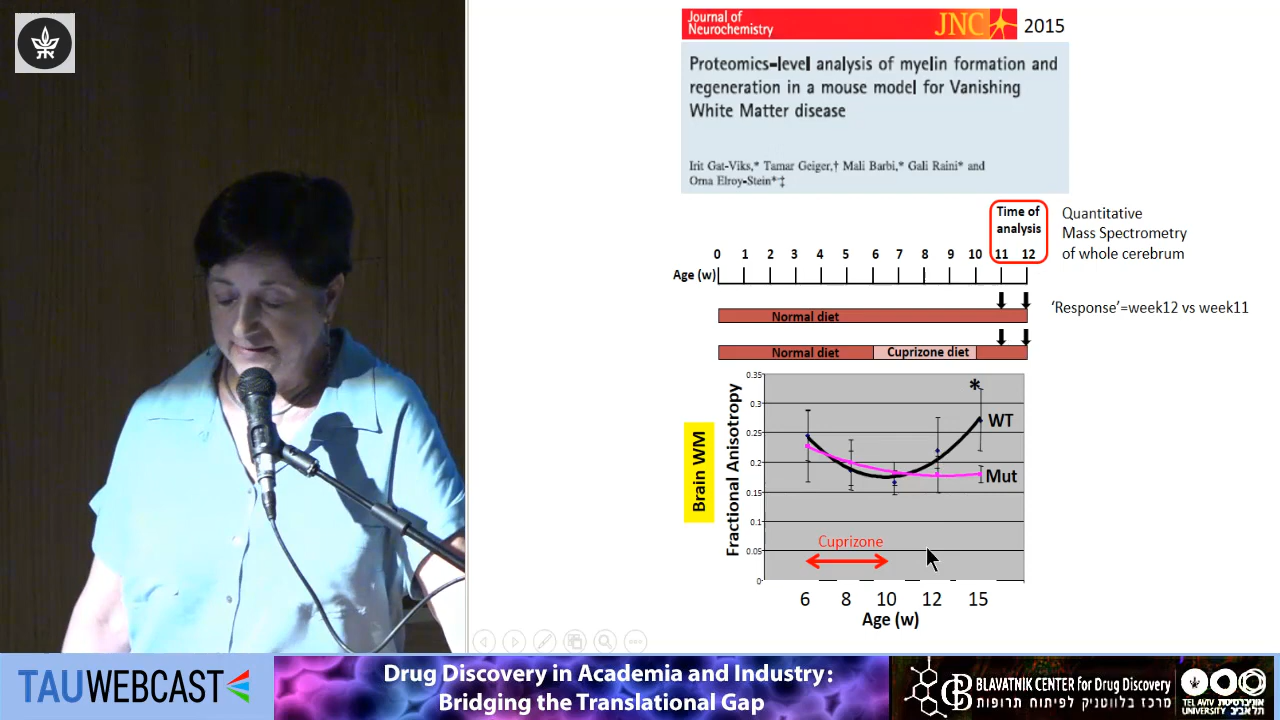 Journal of
Neurochemistry
JNC
2015
Proteomics-level analysis of myelin formation and
regeneration in a mouse model for Vanishing
White Matter disease
Irit Gat-Viks,* Tamar Geiger,† Mali Barbi,* Gali Raini* and
Orna Elroy-Stein*‡
Time of
analysis
Quantitative
Mass Spectrometry
of whole cerebrum
0 1 2 3 4 5 6 7 8 9 10 11 12
Age (w)
'Response'=week12 vs week11
Normal diet
Normal diet
Cuprizone diet
Brain WM
Fractional Anisotropy
0.35
0.3
0.25
0.2
0.15
0.1
0.05
0
*
WT
Mut
Cuprizone
6 8 10 12 15
Age (w)
TAUWEBCAST
Drug Discovery in Academia and Industry:
Bridging the Translational Gap
BLAVATNIK CENTER for Drug Discovery
מרכז בלווטניק לפיתוח תרופות
TEL AVIV אוניברסיטת
UNIVERSITY תל אביב